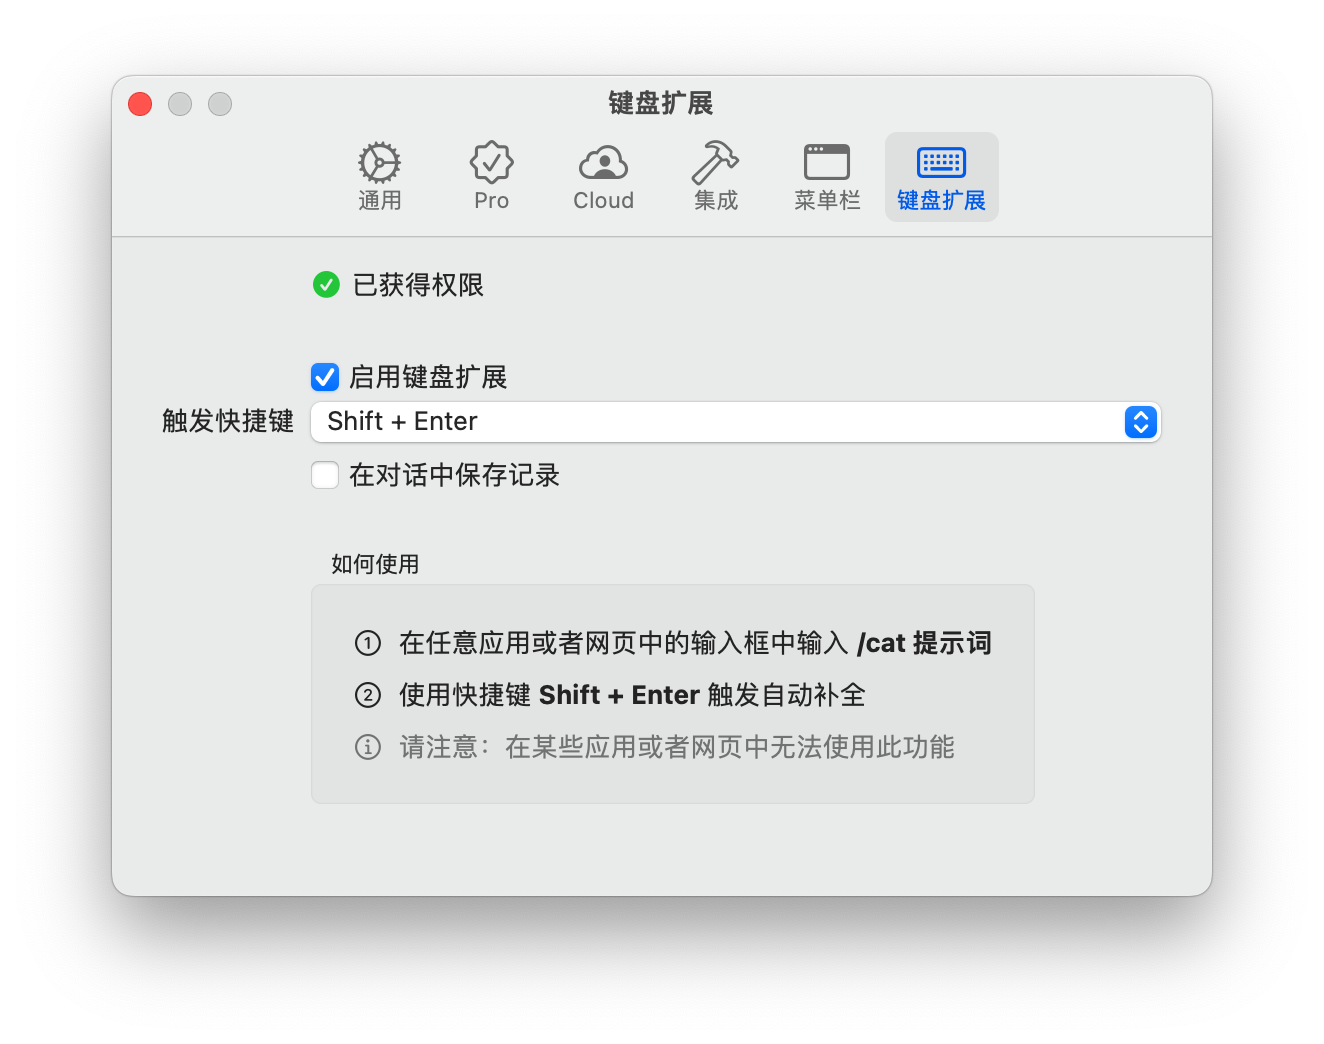 键盘扩展
通用
Pro
Cloud
集成
菜单栏
键盘扩展
已获得权限
启用键盘扩展
触发快捷键 Shift + Enter
在对话中保存记录
如何使用
① 在任意应用或者网页中的输入框中输入 /cat 提示词
② 使用快捷键 Shift + Enter 触发自动补全
请注意：在某些应用或者网页中无法使用此功能